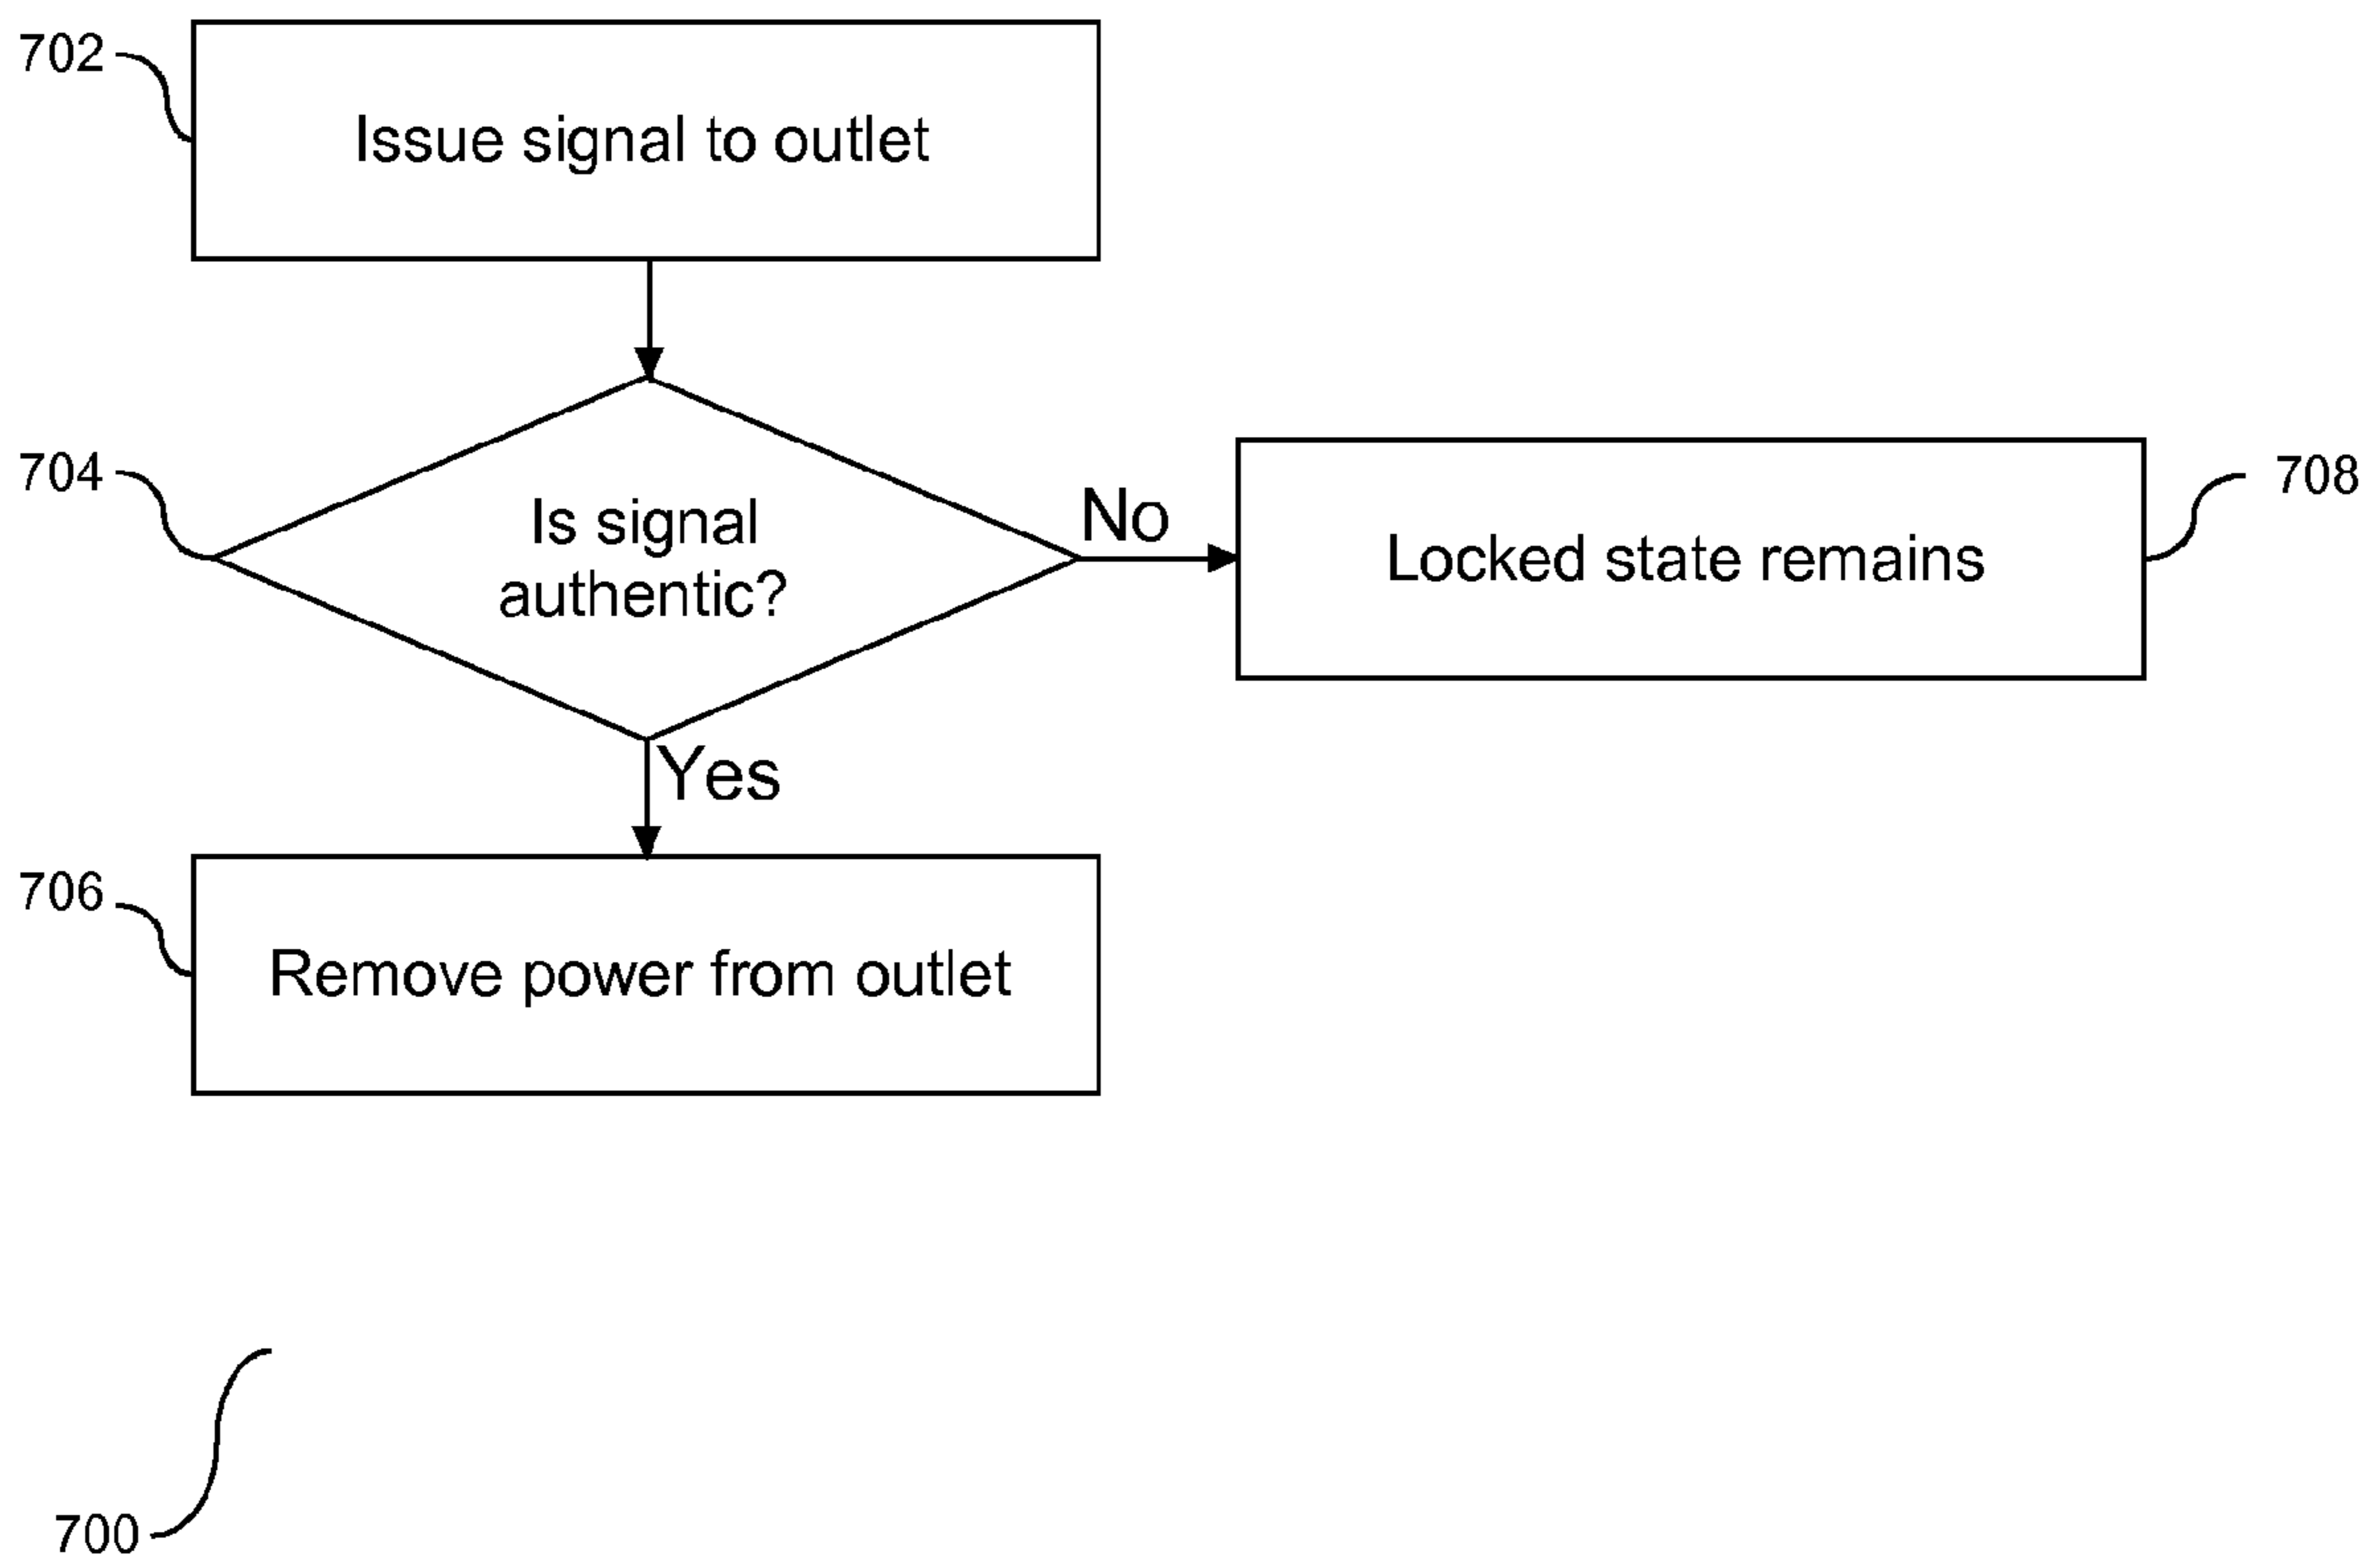 702
Issue signal to outlet
704
Is signal
authentic?
No
Locked state remains
708
Yes
706
Remove power from outlet
700